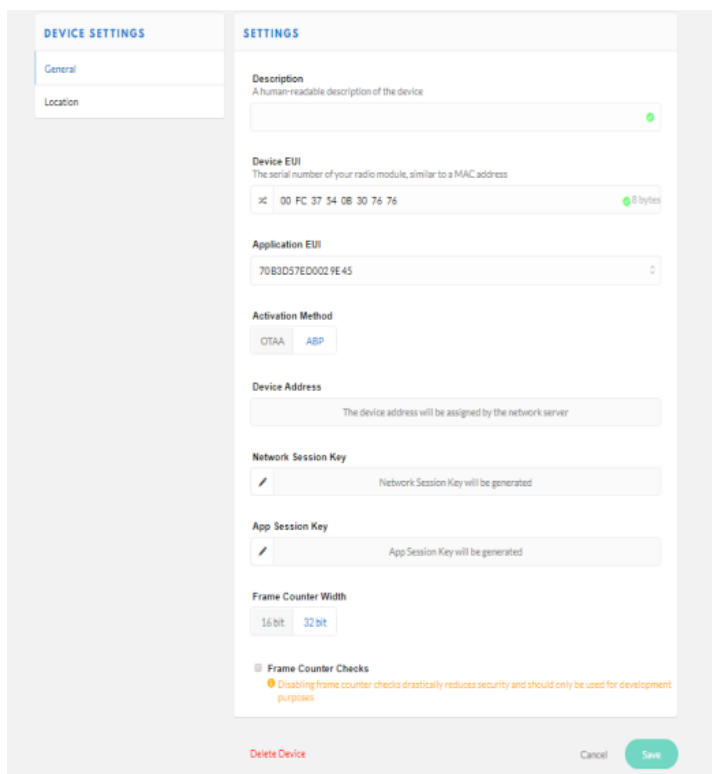 DEVICE SETTINGS
General
Location
SETTINGS
Description
A human-readable description of the device
Device EUI
The serial number of your radio module, similar to a MAC address
00 FC 37 54 0B 30 76 76
8 bytes
Application EUI
70B3D57ED0029E45
Activation Method
OTAA ABP
Device Address
The device address will be assigned by the network server
Network Session Key
Network Session Key will be generated
App Session Key
App Session Key will be generated
Frame Counter Width
16 bit 32 bit
Frame Counter Checks
Disabling frame counter checks drastically reduces security and should only be used for development
purposes
Delete Device
Cancel
Save